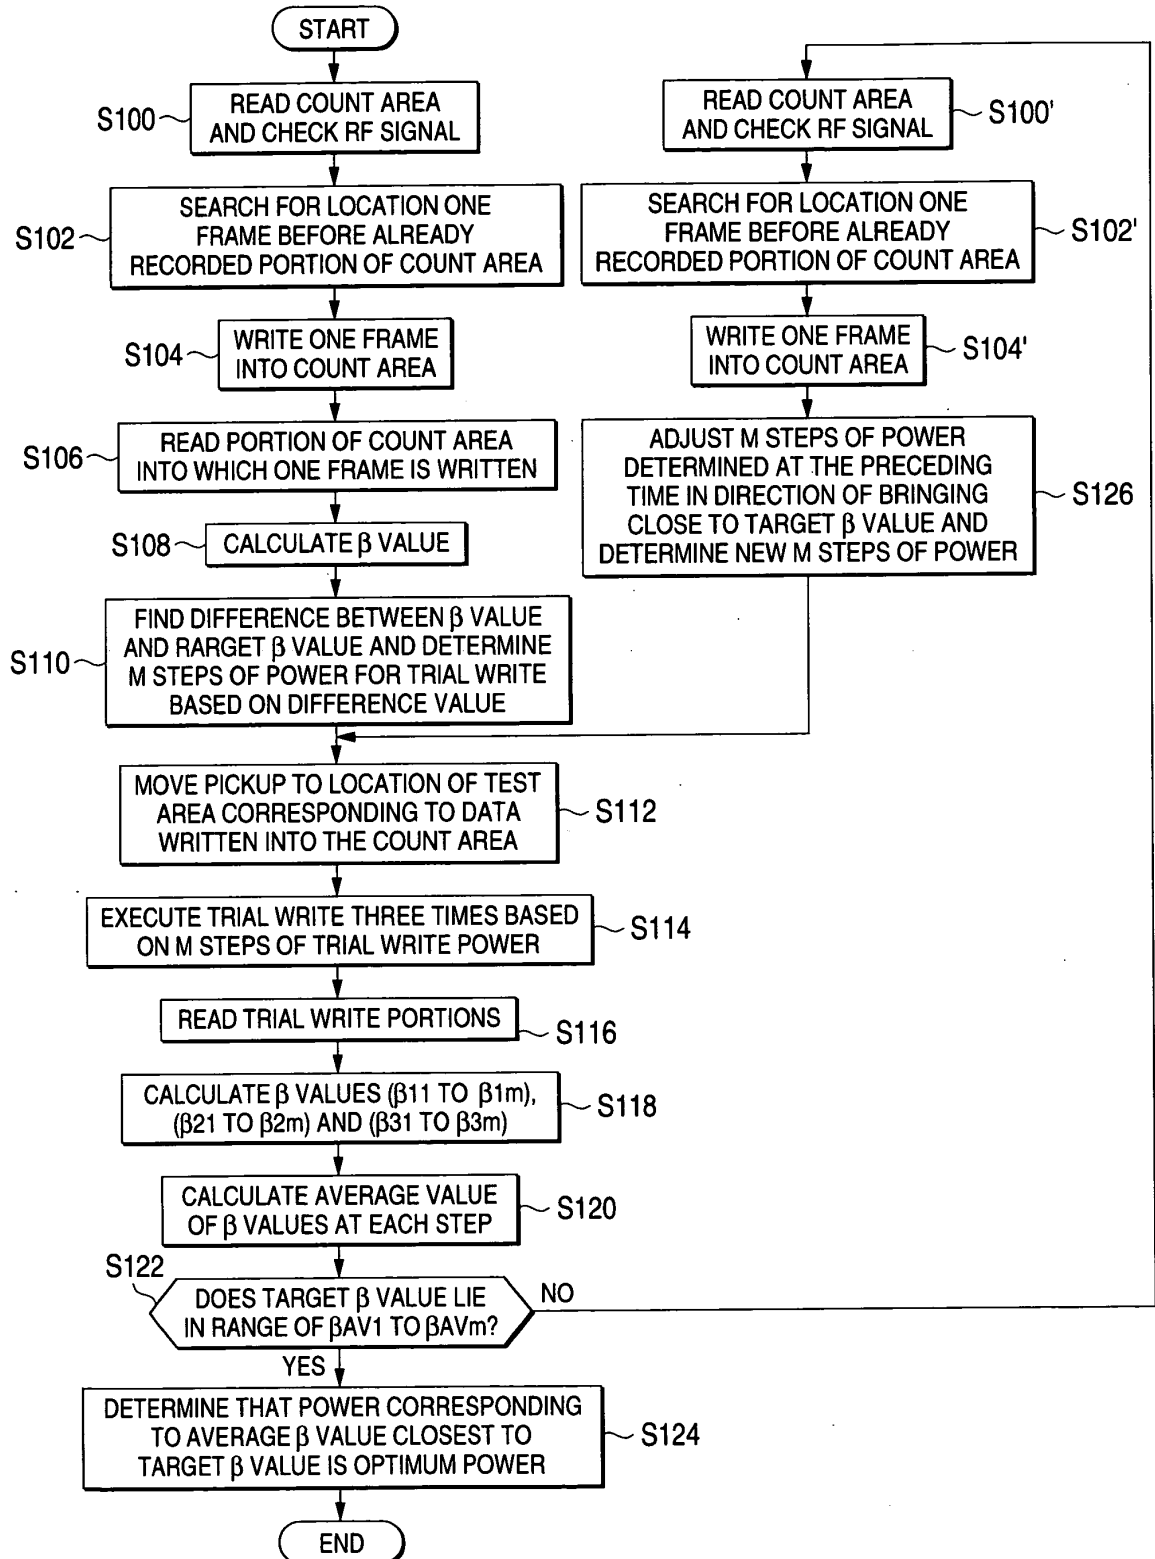 START
S100
READ COUNT AREA
AND CHECK RF SIGNAL
S102
SEARCH FOR LOCATION ONE
FRAME BEFORE ALREADY
RECORDED PORTION OF COUNT AREA
S104
WRITE ONE FRAME
INTO COUNT AREA
S106
READ PORTION OF COUNT AREA
INTO WHICH ONE FRAME IS WRITTEN
S108
CALCULATE β VALUE
S110
FIND DIFFERENCE BETWEEN β VALUE
AND RARGET β VALUE AND DETERMINE
M STEPS OF POWER FOR TRIAL WRITE
BASED ON DIFFERENCE VALUE
READ COUNT AREA
AND CHECK RF SIGNAL
S100'
SEARCH FOR LOCATION ONE
FRAME BEFORE ALREADY
RECORDED PORTION OF COUNT AREA
S102'
WRITE ONE FRAME
INTO COUNT AREA
S104'
ADJUST M STEPS OF POWER
DETERMINED AT THE PRECEDING
TIME IN DIRECTION OF BRINGING
CLOSE TO TARGET β VALUE AND
DETERMINE NEW M STEPS OF POWER
S126
MOVE PICKUP TO LOCATION OF TEST
AREA CORRESPONDING TO DATA
WRITTEN INTO THE COUNT AREA
S112
EXECUTE TRIAL WRITE THREE TIMES BASED
ON M STEPS OF TRIAL WRITE POWER
S114
READ TRIAL WRITE PORTIONS
S116
CALCULATE β VALUES (β11 TO β1m),
(β21 TO β2m) AND (β31 TO β3m)
S118
CALCULATE AVERAGE VALUE
OF β VALUES AT EACH STEP
S120
S122
DOES TARGET β VALUE LIE
IN RANGE OF βAV1 TO βAVm?
NO
YES
DETERMINE THAT POWER CORRESPONDING
TO AVERAGE β VALUE CLOSEST TO
TARGET β VALUE IS OPTIMUM POWER
S124
END